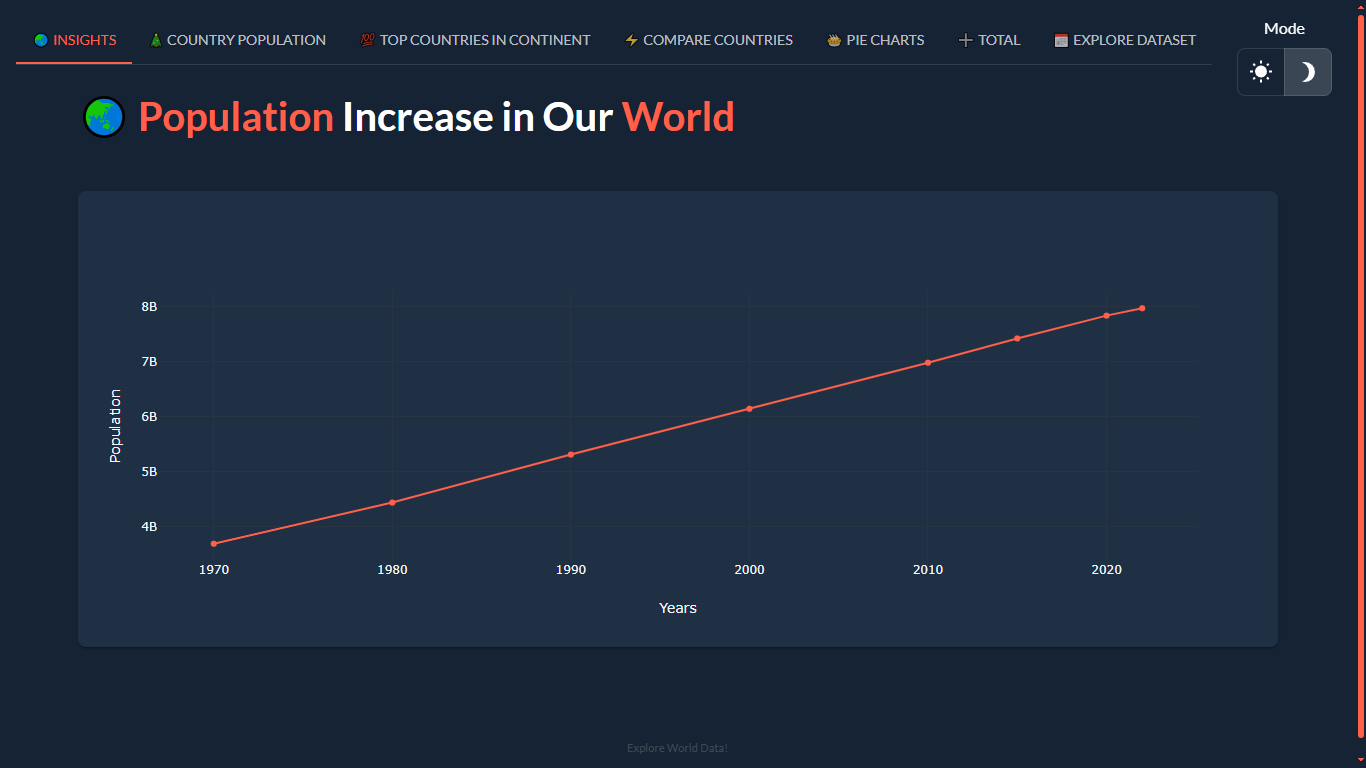 INSIGHTS
COUNTRY POPULATION
100 TOP COUNTRIES IN CONTINENT
COMPARE COUNTRIES
PIE CHARTS
TOTAL
EXPLORE DATASET
Mode
Population Increase in Our World
8B
7B
6B
5B
4B
Population
1970 1980 1990 2000 2010 2020
Years
Explore World Data!